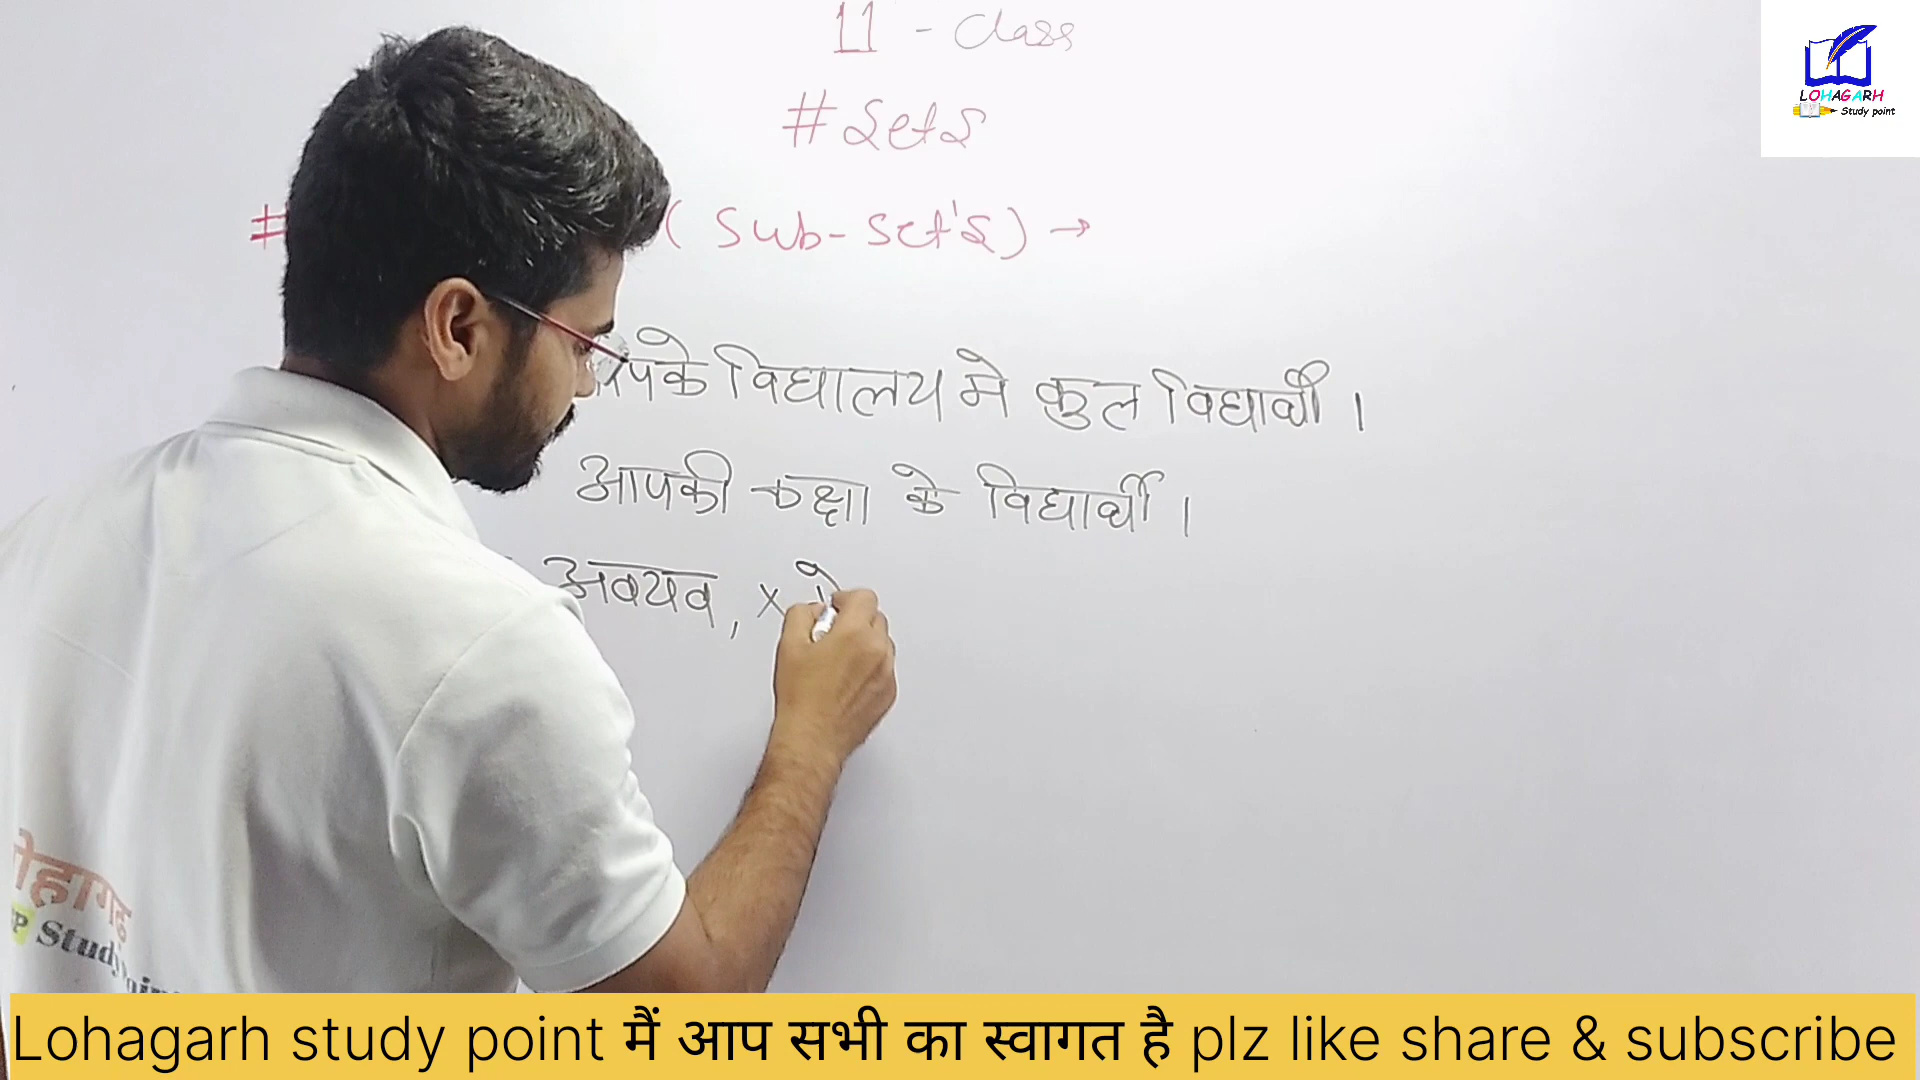 11 - Class
# Sets
# ( Sub-Set's) →
विद्यालय मे कुल विद्यार्थी ।
आपकी कक्षा के विद्यार्थी ।
अवयव, x
LOHAGARH
Study point
Study
Lohagarh study point मैं आप सभी का स्वागत है plz like share & subscribe